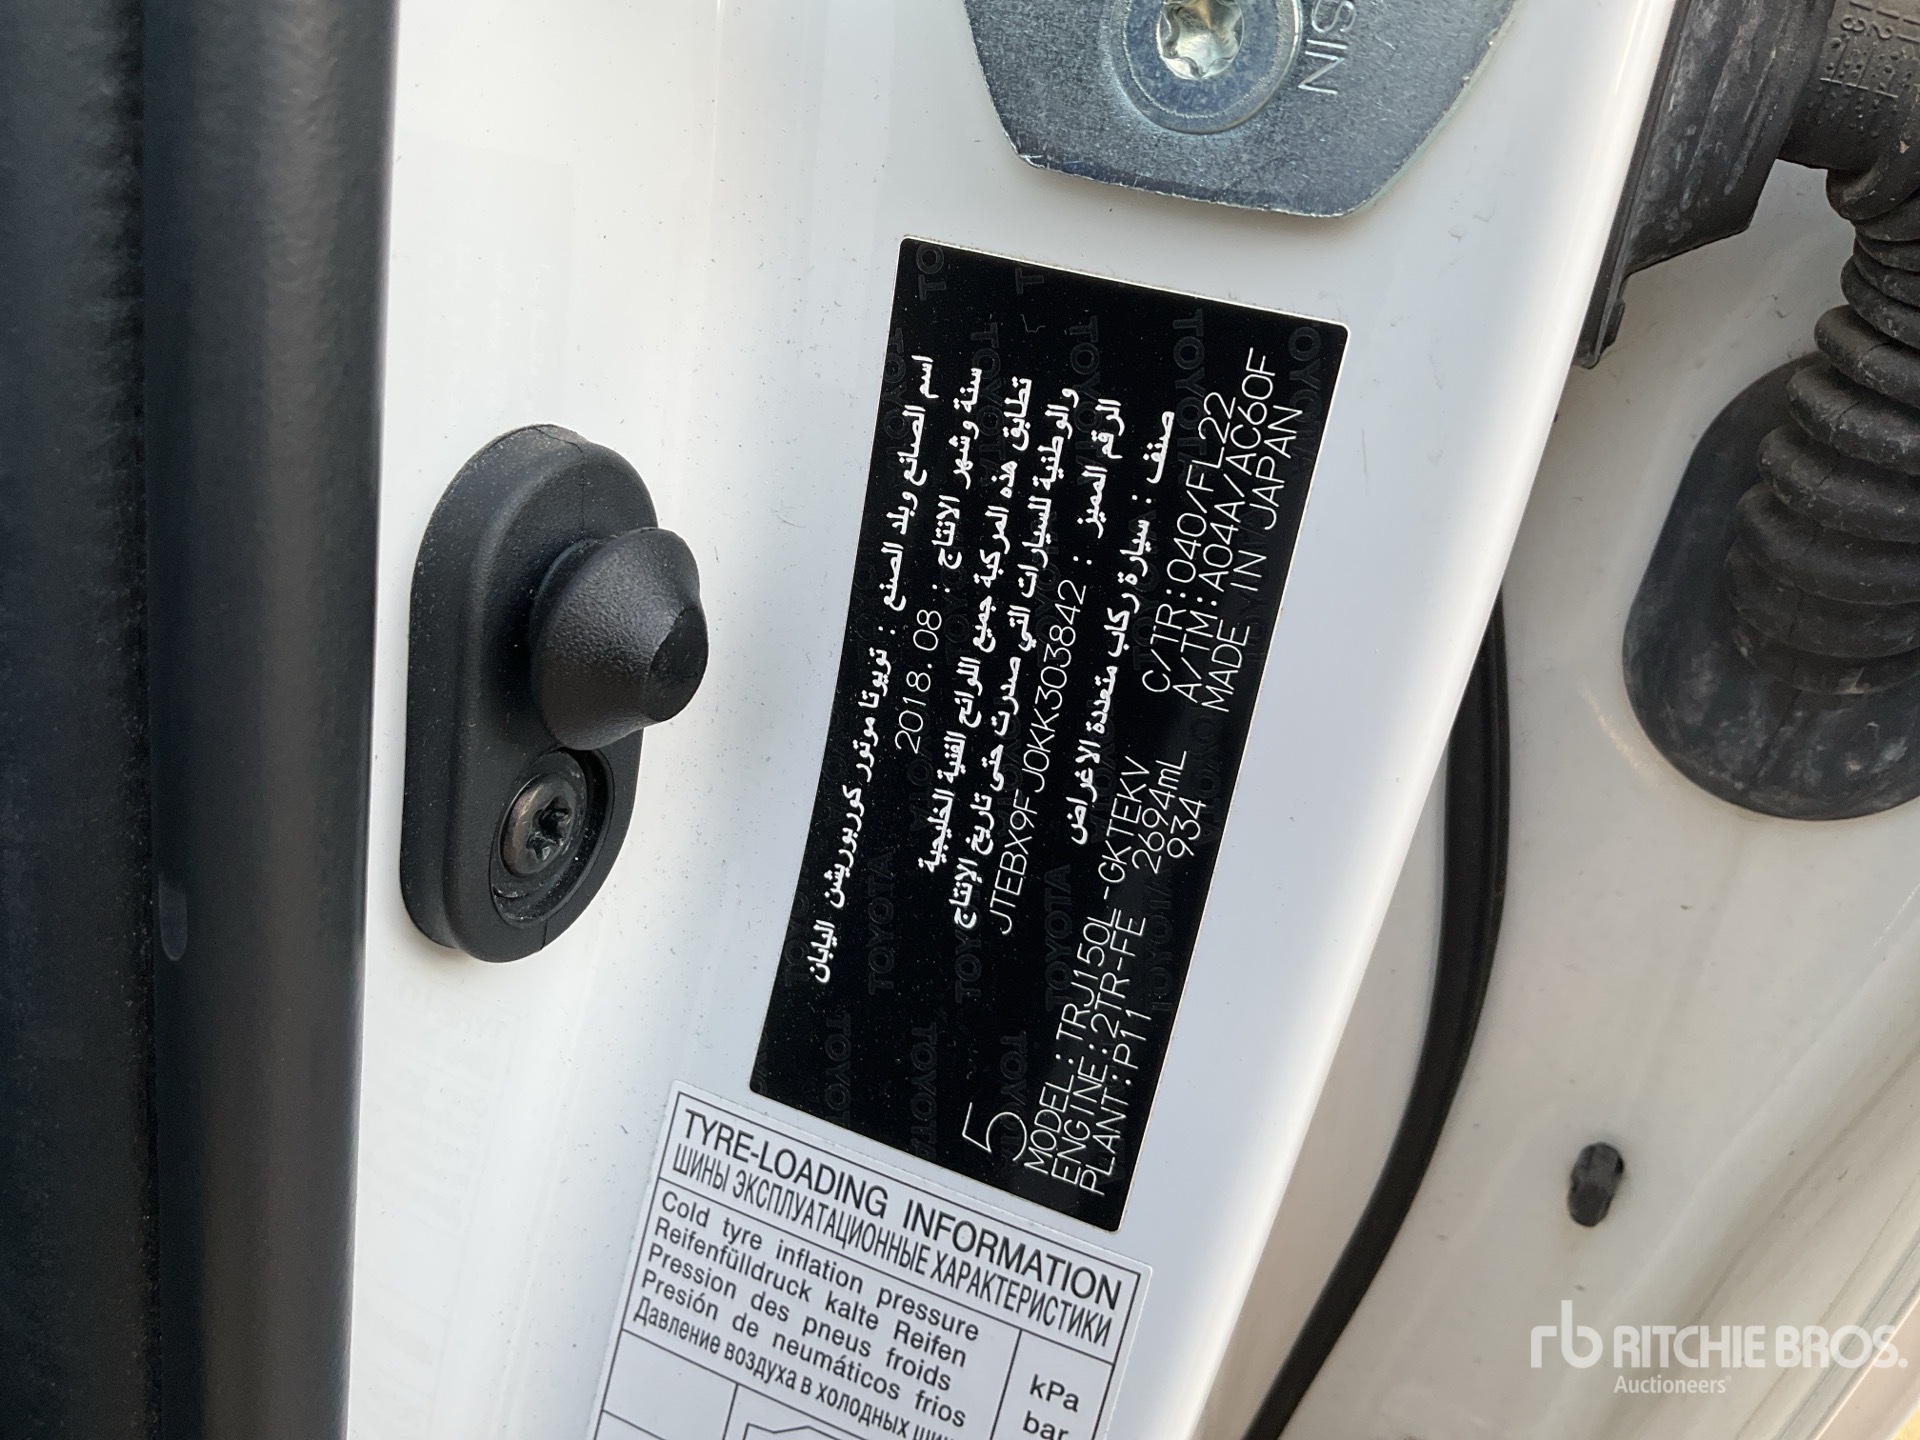 NIS
اسم الصانع وبلد الصنع : تويوتا موتور كوربوريشن اليابان
سنة وشهر الانتاج : 2018.08
تطابق هذه المركبة جميع اللوائح الفنية الخليجية
والوطنية للسيارات التي صدرت حتى تاريخ الإنتاج
الرقم المميز : JTEBX9FJ0KK303842
صنف : سيارة ركاب متعددة الاغراض
5
MODEL:TRJ150L-GKTEKV C/TR:040/FL22
ENGINE:2TR-FE 2694mL A/TM:A04A/AC60F
PLANT:P11 934 MADE IN JAPAN
TYRE-LOADING INFORMATION
ШИНЫ ЭКСПЛУАТАЦИОННЫЕ ХАРАКТЕРИСТИКИ
Cold tyre inflation pressure
Reifenfülldruck kalte Reifen
Pression des pneus froids
Presión de neumáticos frios
Давление воздуха в холодных
kPa
bar
rb RITCHIE BROS.
Auctioneers